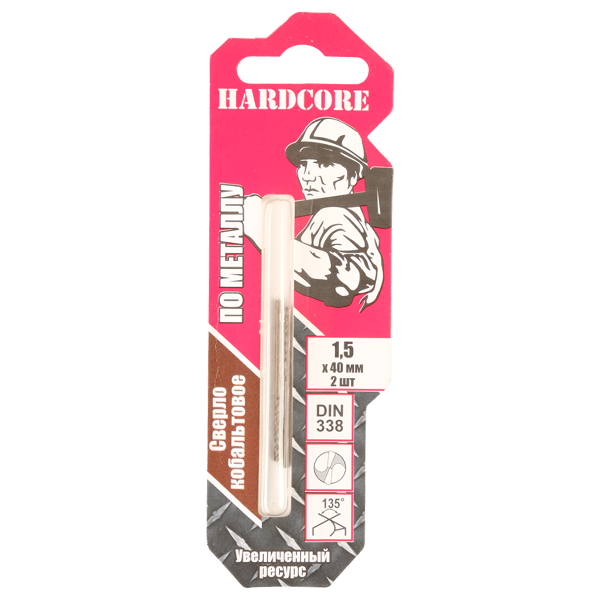 HARDCORE
ПО МЕТАЛЛУ
Сверло
кобальтовое
1,5
х 40 мм
2 шт
DIN
338
135°
Увеличенный
ресурс